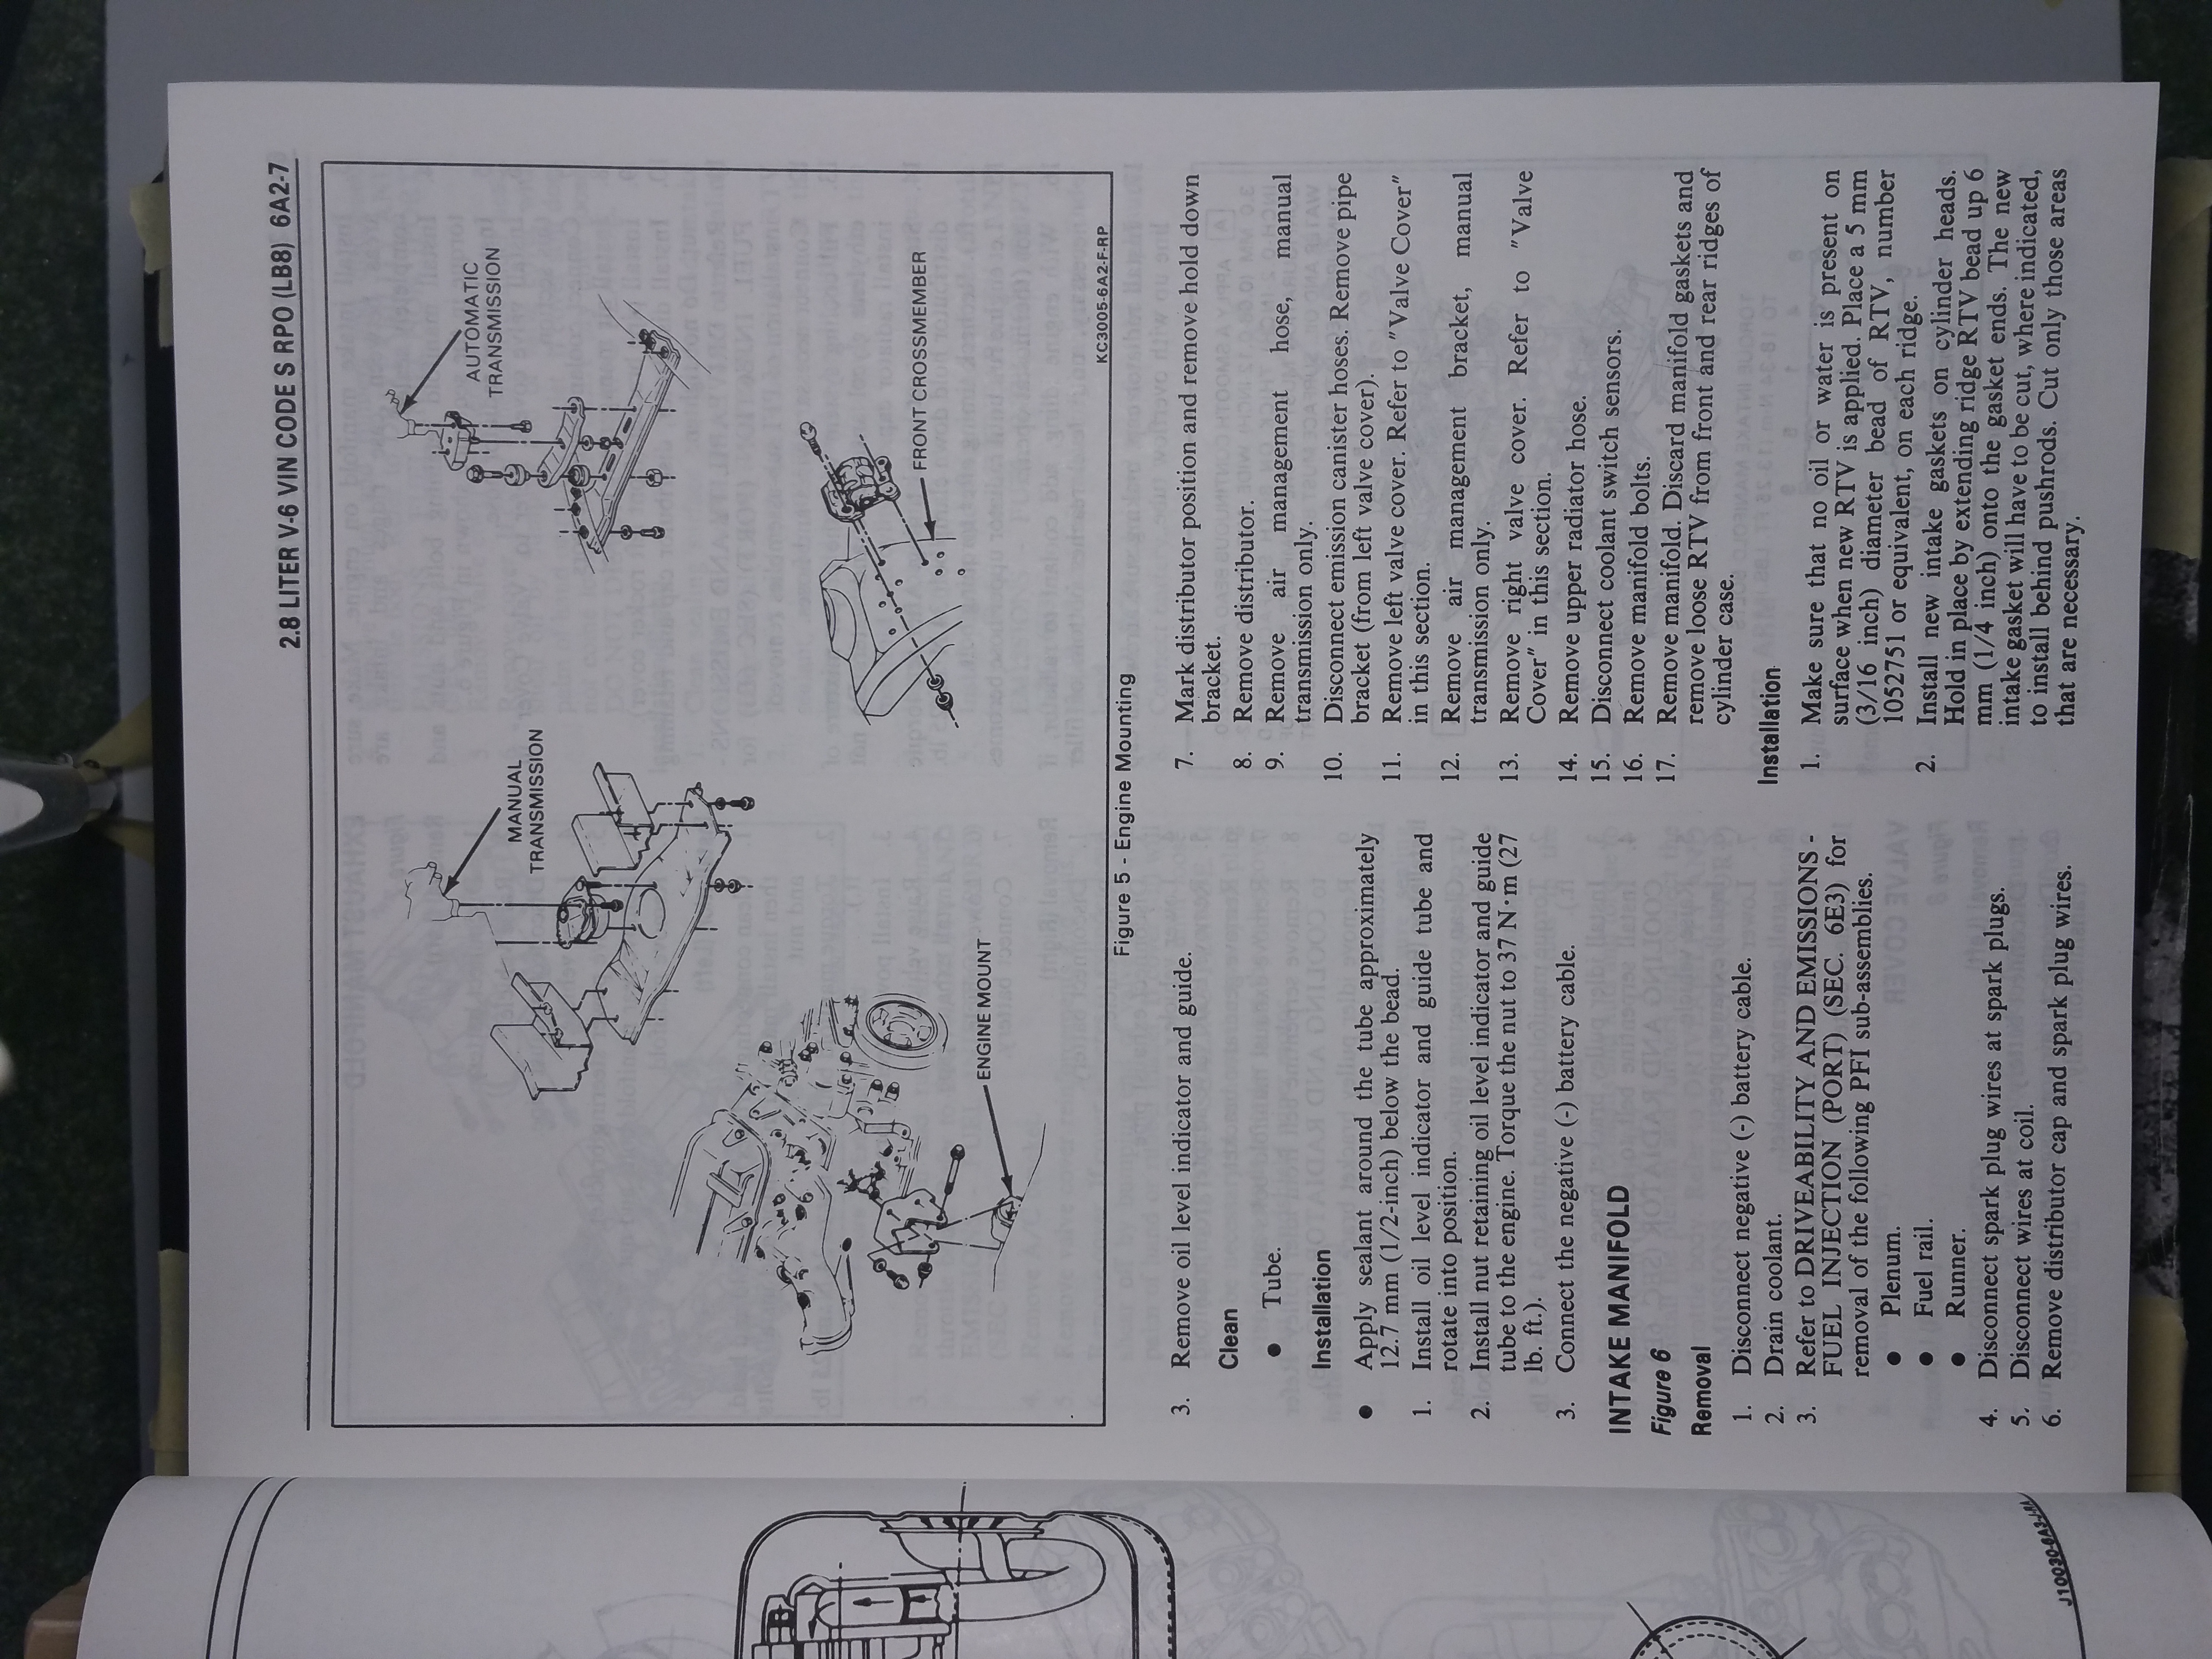 2.8 LITER V-6 VIN CODE S RPO (LB8) 6A2-7
MANUAL
TRANSMISSION
AUTOMATIC
TRANSMISSION
ENGINE MOUNT
FRONT CROSSMEMBER
KC3005-6A2-F-RP
Figure 5 - Engine Mounting
3. Remove oil level indicator and guide.
Clean
● Tube.
Installation
● Apply sealant around the tube approximately
12.7 mm (1/2-inch) below the bead.
1. Install oil level indicator and guide tube and
rotate into position.
2. Install nut retaining oil level indicator and guide
tube to the engine. Torque the nut to 37 N·m (27
lb. ft.).
3. Connect the negative (-) battery cable.
INTAKE MANIFOLD
Figure 6
Removal
1. Disconnect negative (-) battery cable.
2. Drain coolant.
3. Refer to DRIVEABILITY AND EMISSIONS -
FUEL INJECTION (PORT) (SEC. 6E3) for
removal of the following PFI sub-assemblies.
● Plenum.
● Fuel rail.
● Runner.
4. Disconnect spark plug wires at spark plugs.
5. Disconnect wires at coil.
6. Remove distributor cap and spark plug wires.
7. Mark distributor position and remove hold down
bracket.
8. Remove distributor.
9. Remove air management hose, manual
transmission only.
10. Disconnect emission canister hoses. Remove pipe
bracket (from left valve cover).
11. Remove left valve cover. Refer to "Valve Cover"
in this section.
12. Remove air management bracket, manual
transmission only.
13. Remove right valve cover. Refer to "Valve
Cover" in this section.
14. Remove upper radiator hose.
15. Disconnect coolant switch sensors.
16. Remove manifold bolts.
17. Remove manifold. Discard manifold gaskets and
remove loose RTV from front and rear ridges of
cylinder case.
Installation
1. Make sure that no oil or water is present on
surface when new RTV is applied. Place a 5 mm
(3/16 inch) diameter bead of RTV, number
1052751 or equivalent, on each ridge.
2. Install new intake gaskets on cylinder heads.
Hold in place by extending ridge RTV bead up 6
mm (1/4 inch) onto the gasket ends. The new
intake gasket will have to be cut, where indicated,
to install behind pushrods. Cut only those areas
that are necessary.